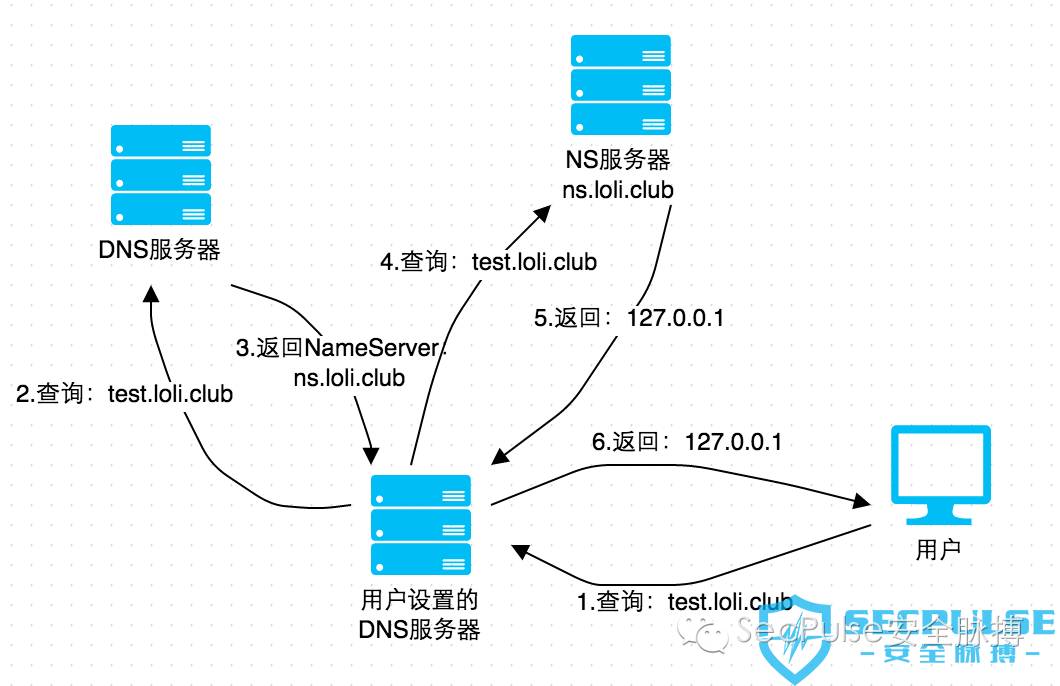 NS服务器
ns.loli.club
DNS服务器
4.查询：test.loli.club
5.返回：127.0.0.1
3.返回NameServer：
ns.loli.club
2.查询：test.loli.club
6.返回：127.0.0.1
用户
用户设置的
DNS服务器
1.查询：test.loli.club
SECPULSE
SecPulse安全脉搏
-安全脉搏-